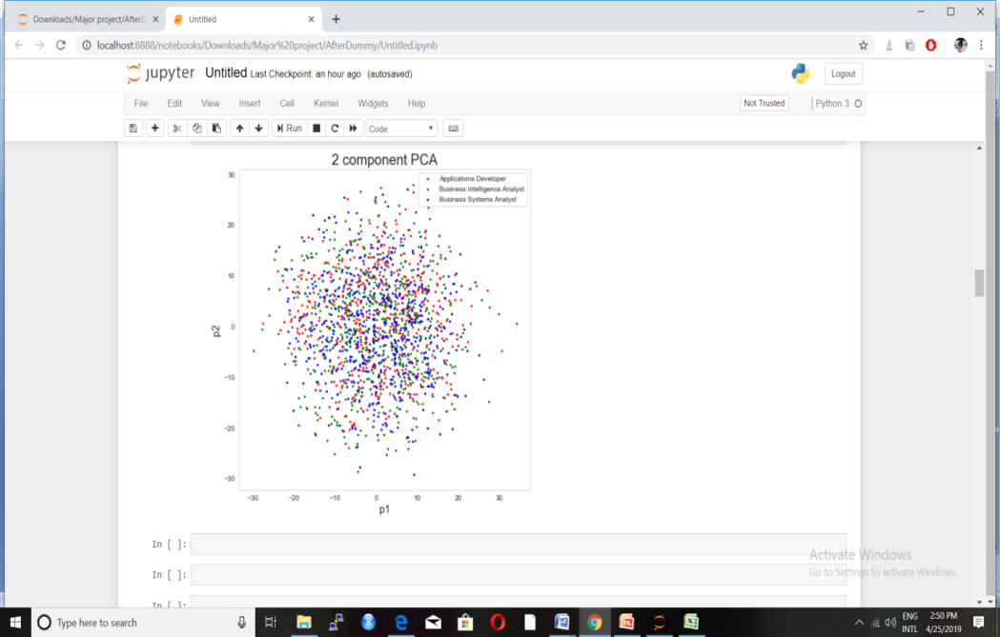 Downloads/Major project/AfterD
Untitled
localhost:8888/notebooks/Downloads/Major%20project/AfterDummy/Untitled.ipynb
jupyter Untitled Last Checkpoint: an hour ago (autosaved)
Logout
File Edit View Insert Cell Kernel Widgets Help
Not Trusted
Python 3
Run
Code
2 component PCA
Applications Developer
Business Intelligence Analyst
Business Systems Analyst
30
20
10
0
-10
-20
-30
p2
-30 -20 -10 0 10 20 30
p1
In [ ]:
In [ ]:
In [ ]:
Activate Windows
Go to Settings to activate Windows.
Type here to search
ENG
INTL
2:50 PM
4/25/2019